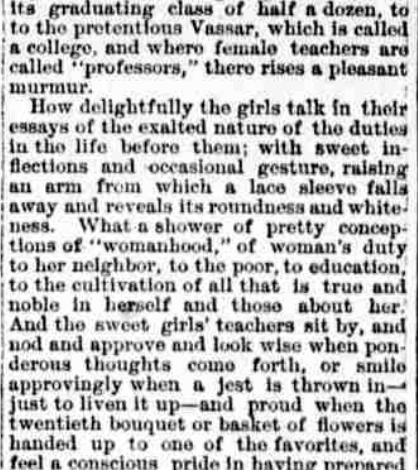 its graduating class of half a dozen, to
to the pretentious Vassar, which is called
a college, and where female teachers are
called "professors," there rises a pleasant
murmur.
How delightfully the girls talk in their
essays of the exalted nature of the duties
in the life before them; with sweet in-
flections and occasional gesture, raising
an arm from which a lace sleeve falls
away and reveals its roundness and white-
ness. What a shower of pretty concep-
tions of "womanhood," of woman's duty
to her neighbor, to the poor, to education,
to the cultivation of all that is true and
noble in herself and those about her.
And the sweet girls' teachers sit by, and
nod and approve and look wise when pon-
derous thoughts come forth, or smile
approvingly when a jest is thrown in—
just to liven it up—and proud when the
twentieth bouquet or basket of flowers is
handed up to one of the favorites, and
feel a conscious pride in having prepared